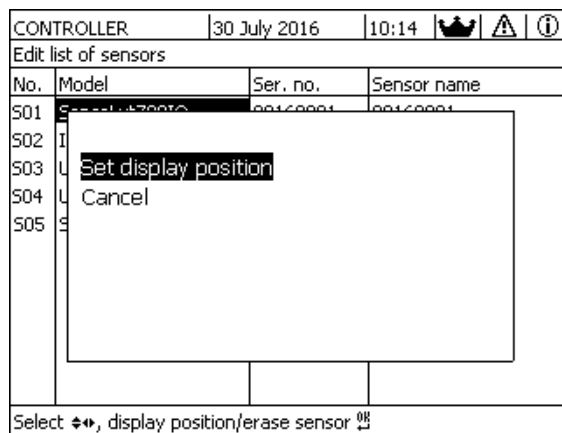 CONTROLLER 30 July 2016 10:14
Edit list of sensors
No. Model Ser. no. Sensor name
S01
S02 I
S03 U
S04 U
S05 S
Set display position
Cancel
Select, display position/erase sensor OK